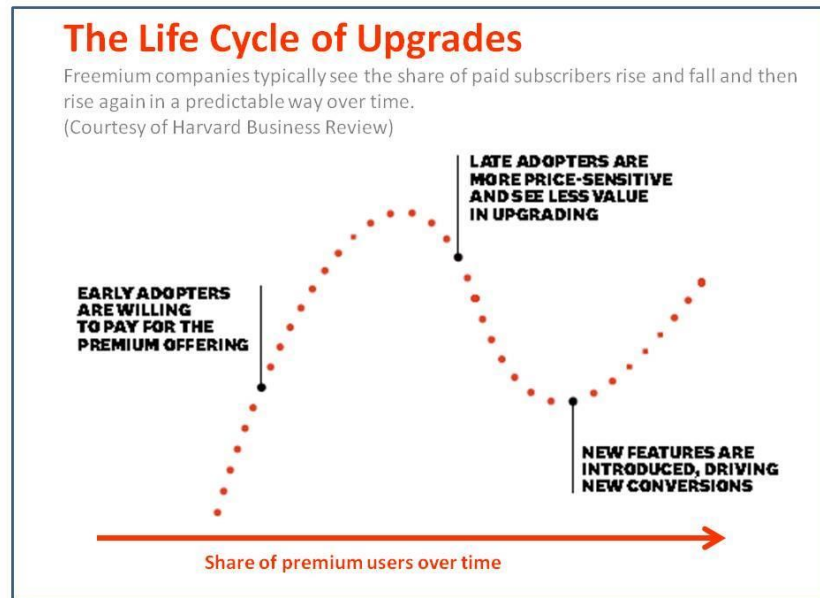 The Life Cycle of Upgrades
Freemium companies typically see the share of paid subscribers rise and fall and then
rise again in a predictable way over time.
(Courtesy of Harvard Business Review)
LATE ADOPTERS ARE
MORE PRICE-SENSITIVE
AND SEE LESS VALUE
IN UPGRADING
EARLY ADOPTERS
ARE WILLING
TO PAY FOR THE
PREMIUM OFFERING
NEW FEATURES ARE
INTRODUCED, DRIVING
NEW CONVERSIONS
Share of premium users over time